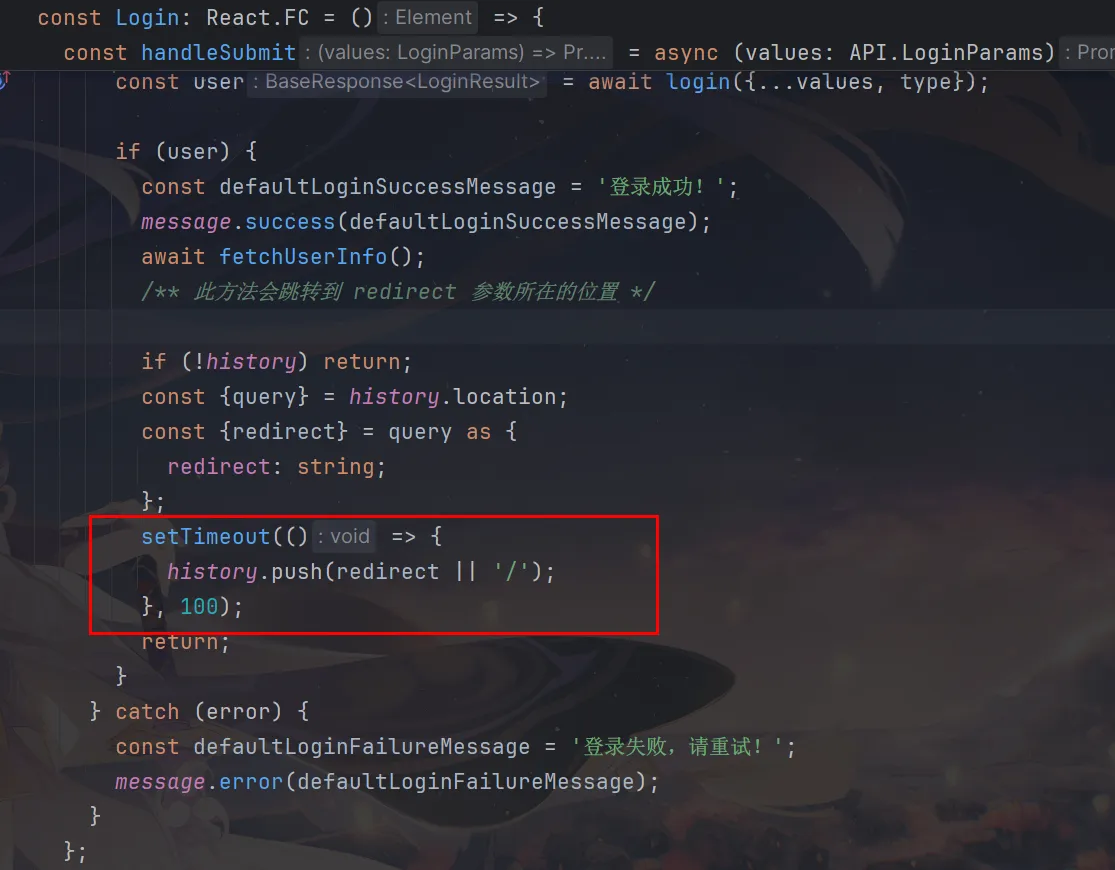 const Login: React.FC = () : Element => {
const handleSubmit : (values: LoginParams) => Pr.... = async (values: API.LoginParams) : Pro
const user : BaseResponse<LoginResult> = await login({...values, type});
if (user) {
const defaultLoginSuccessMessage = '登录成功！';
message.success(defaultLoginSuccessMessage);
await fetchUserInfo();
/** 此方法会跳转到 redirect 参数所在的位置 */
if (!history) return;
const {query} = history.location;
const {redirect} = query as {
redirect: string;
};
setTimeout(() : void => {
history.push(redirect || '/');
}, 100);
return;
}
} catch (error) {
const defaultLoginFailureMessage = '登录失败，请重试！';
message.error(defaultLoginFailureMessage);
}
};